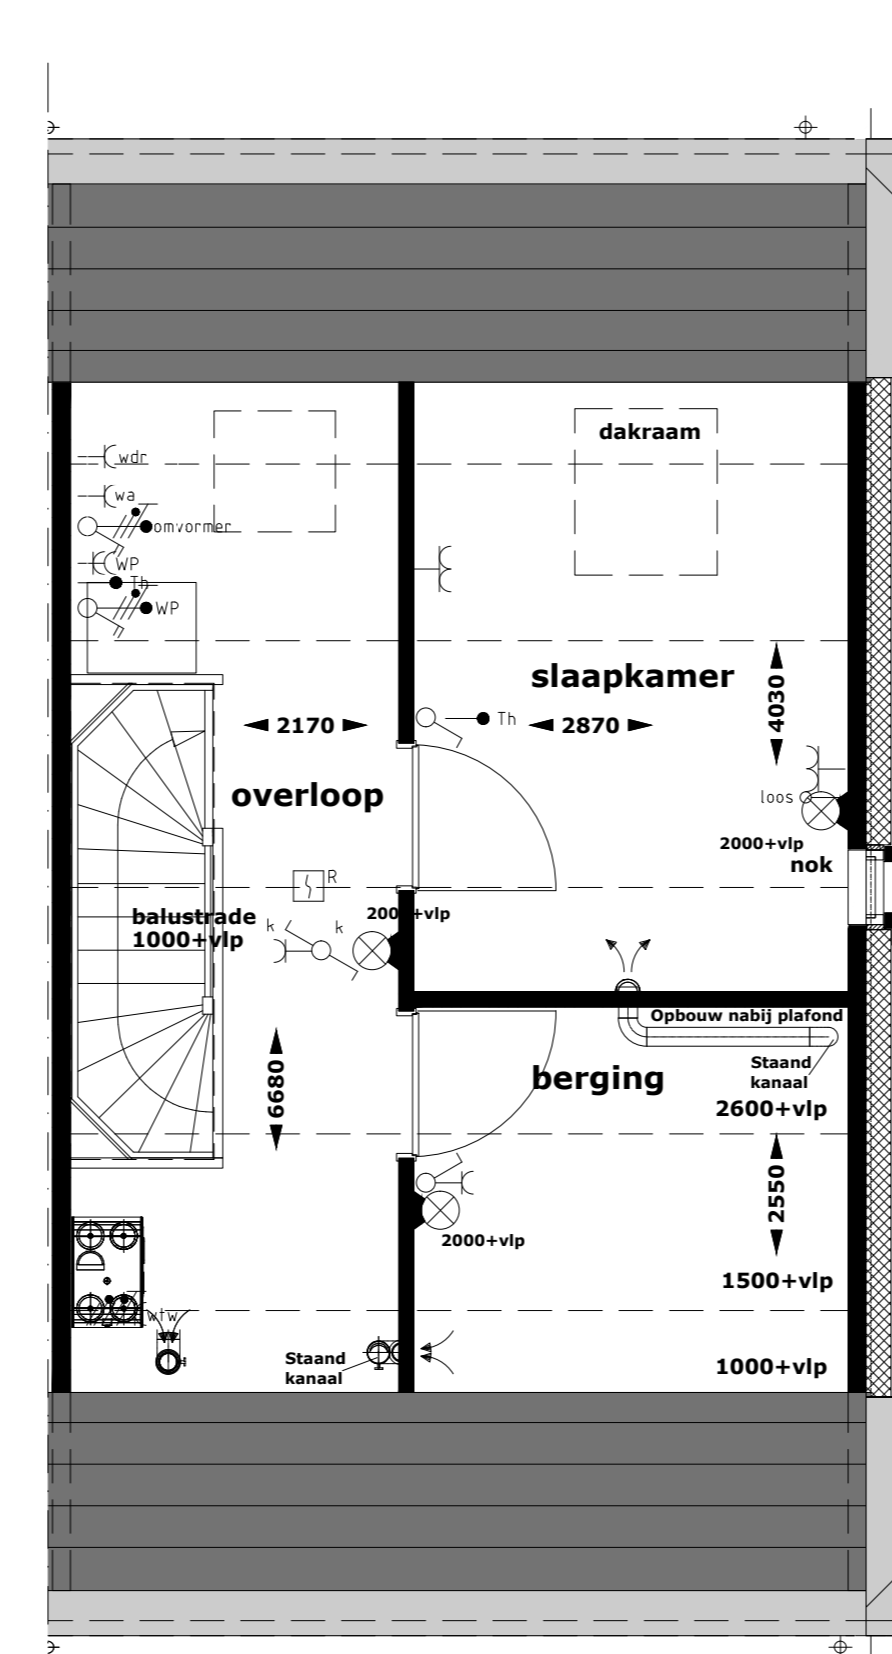 dakraam
wdr
wa
omvormer
WP
Th
WP
slaapkamer
4030
2170
Th
2870
overloop
loos
2000+vlp
nok
R
balustrade
1000+vlp
k
k
2000+vlp
Opbouw nabij plafond
Staand
kanaal
berging
6680
2600+vlp
2550
2000+vlp
1500+vlp
wtw
Staand
kanaal
1000+vlp